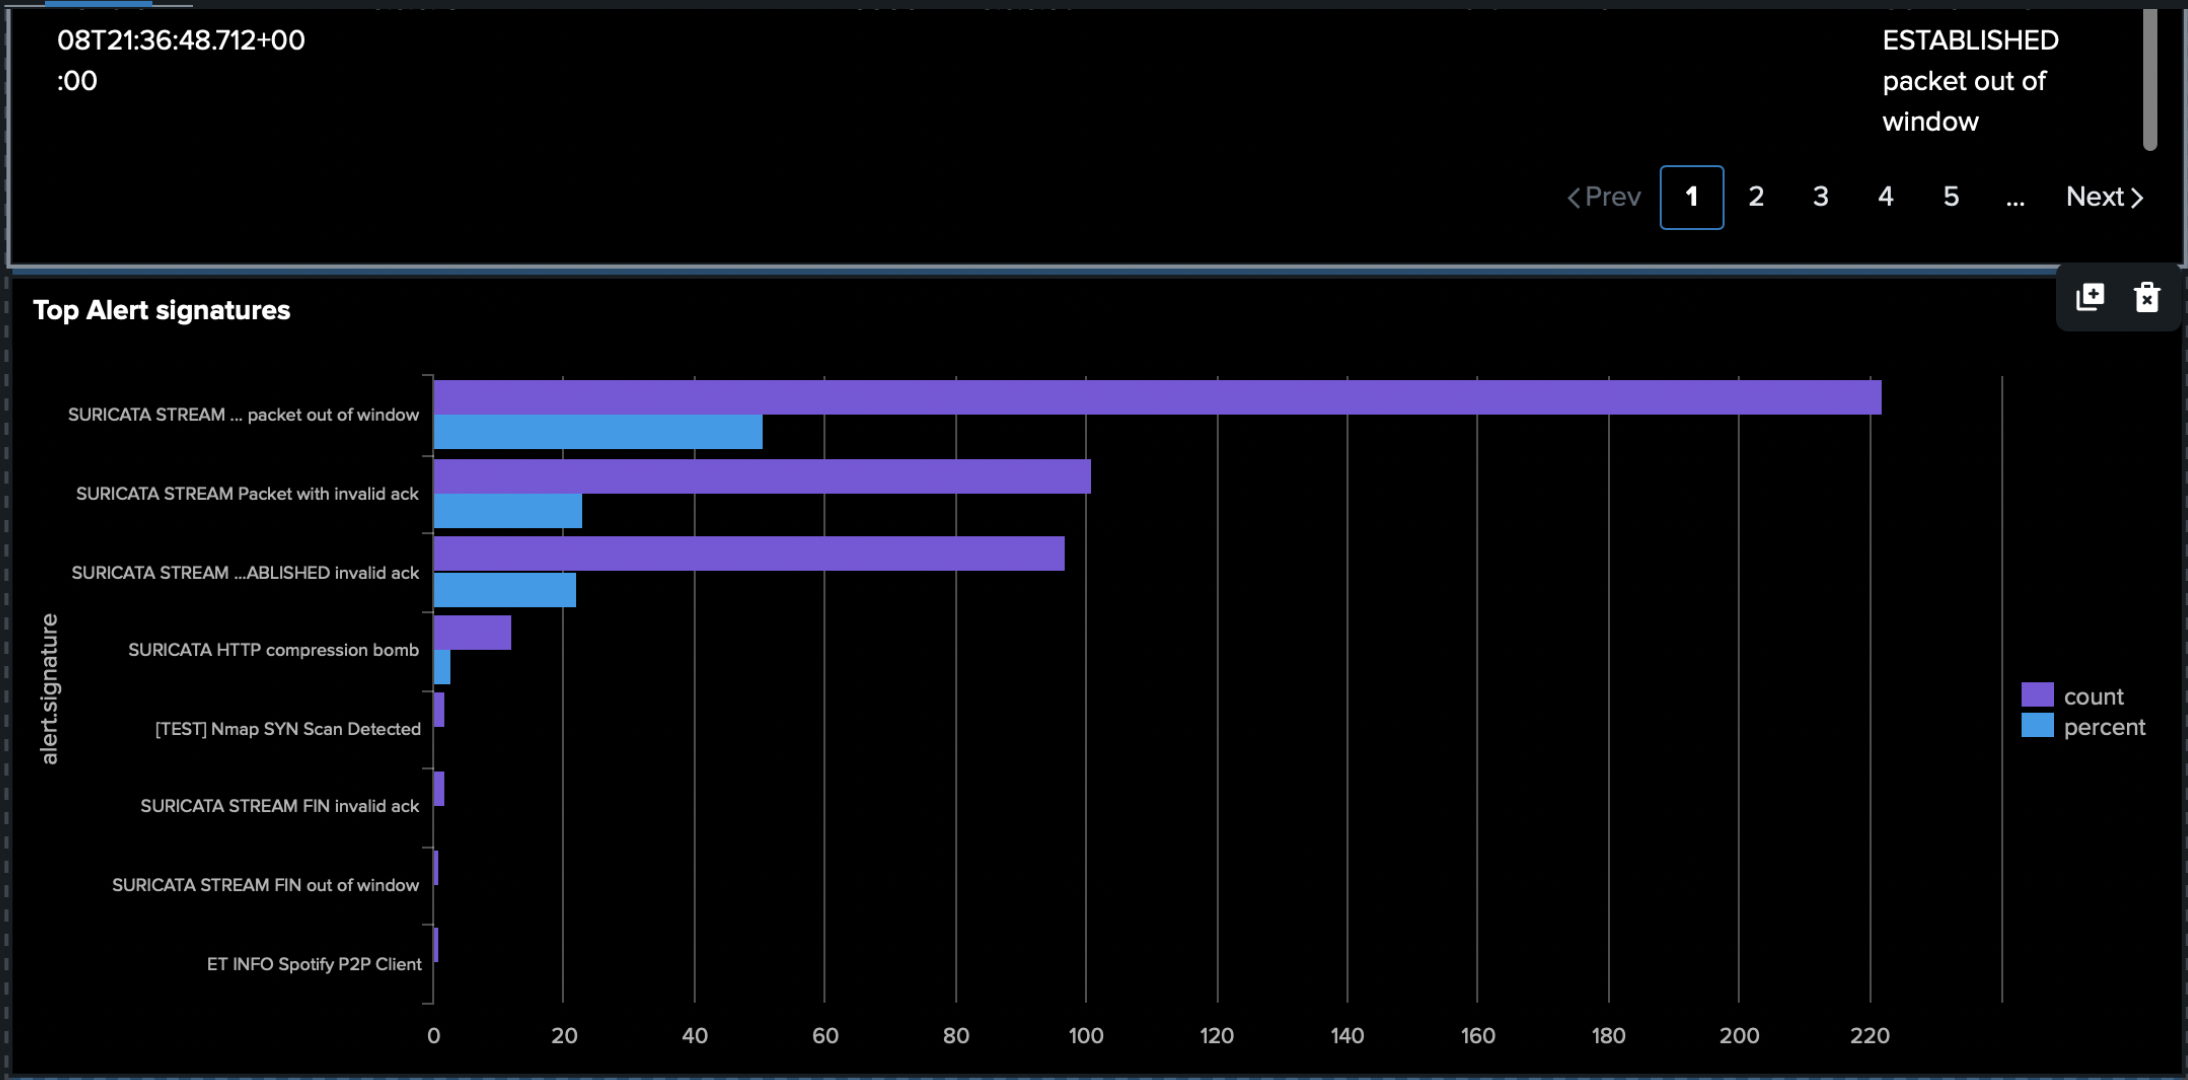 08T21:36:48.712+00
:00
ESTABLISHED
packet out of
window
Prev 1 2 3 4 5 ... Next
Top Alert signatures
alert.signature
SURICATA STREAM ... packet out of window
SURICATA STREAM Packet with invalid ack
SURICATA STREAM ...ABLISHED invalid ack
SURICATA HTTP compression bomb
[TEST] Nmap SYN Scan Detected
SURICATA STREAM FIN invalid ack
SURICATA STREAM FIN out of window
ET INFO Spotify P2P Client
0 20 40 60 80 100 120 140 160 180 200 220
count
percent